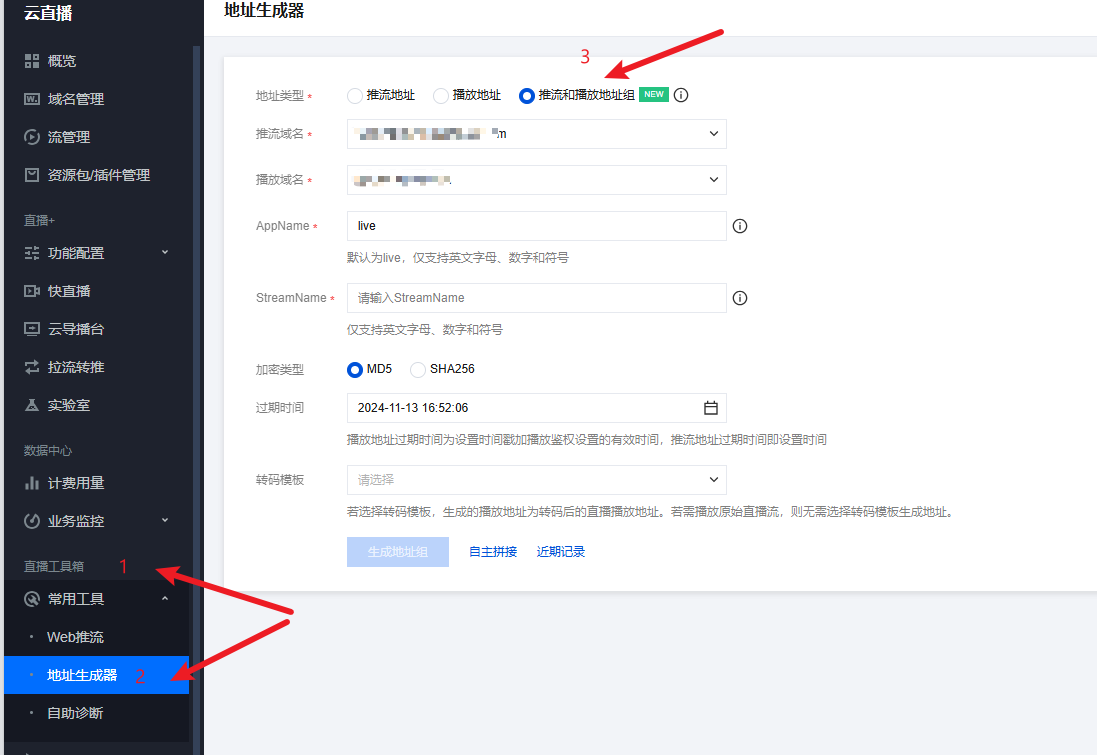 云直播
概览
域名管理
流管理
资源包/插件管理
直播+
功能配置
快直播
云导播台
拉流转推
实验室
数据中心
计费用量
业务监控
直播工具箱 1
常用工具
Web推流
地址生成器 2
自助诊断
地址生成器
3
地址类型 * 推流地址 播放地址 推流和播放地址组 NEW
推流域名 * m
播放域名 *
AppName * live
默认为live，仅支持英文字母、数字和符号
StreamName * 请输入StreamName
仅支持英文字母、数字和符号
加密类型 MD5 SHA256
过期时间 2024-11-13 16:52:06
播放地址过期时间为设置时间戳加播放鉴权设置的有效时间，推流地址过期时间即设置时间
转码模板 请选择
若选择转码模板，生成的播放地址为转码后的直播播放地址。若需播放原始直播流，则无需选择转码模板生成地址。
生成地址组 自主拼接 近期记录